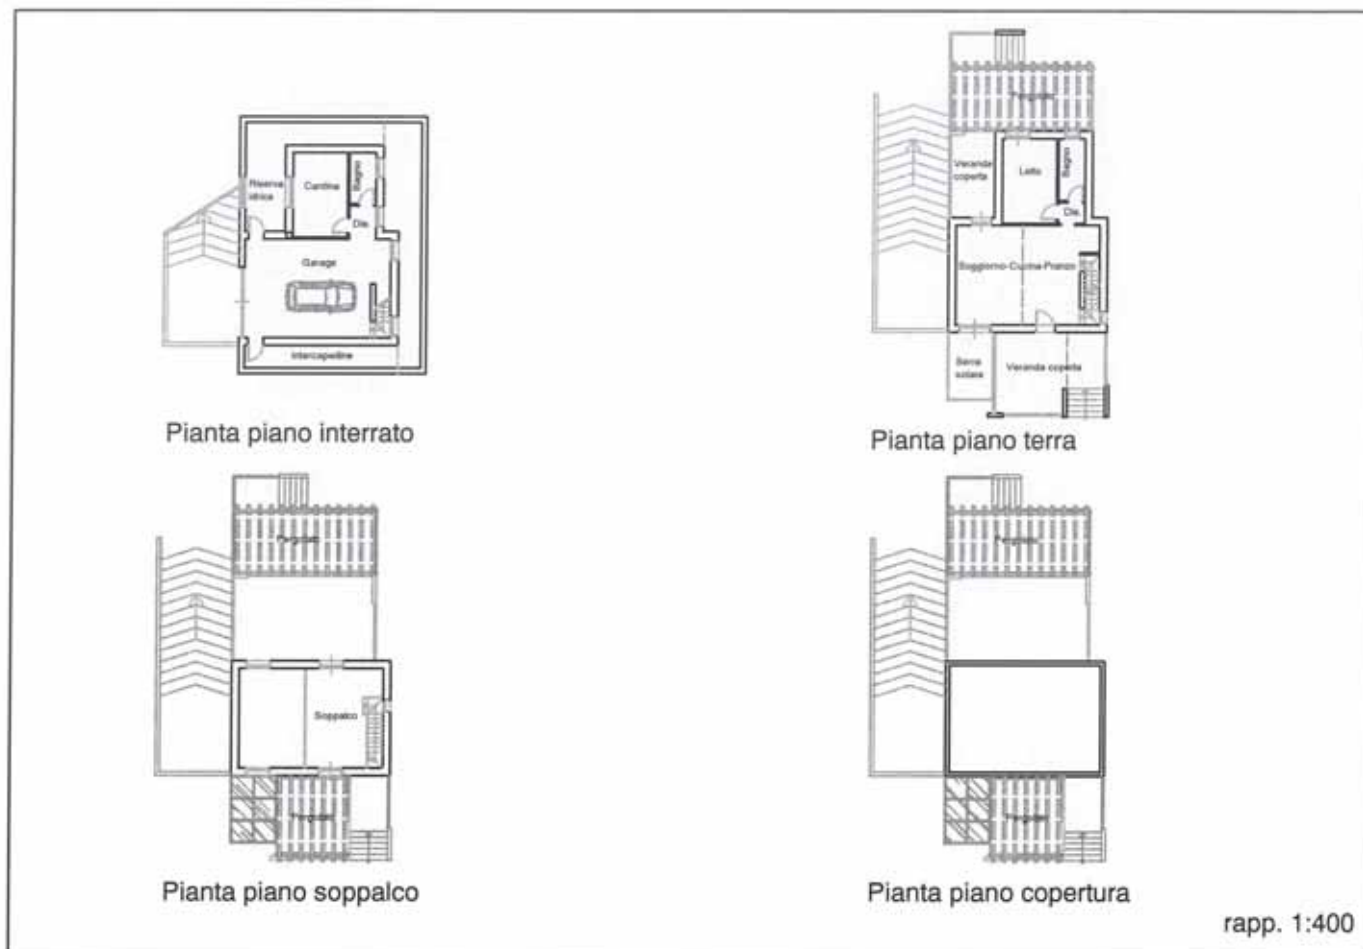 Riserva
idrica
Cantina
Bagno
Dis.
Garage
Intercapedine
Pianta piano interrato
Pergolato
Veranda
coperta
Letto
Bagno
Dis.
Soggiorno-Cucina-Pranzo
Serra
solare
Veranda coperta
Pianta piano terra
Pergolato
Soppalco
Pergolato
Pianta piano soppalco
Pergolato
Pergolato
Pianta piano copertura
rapp. 1:400